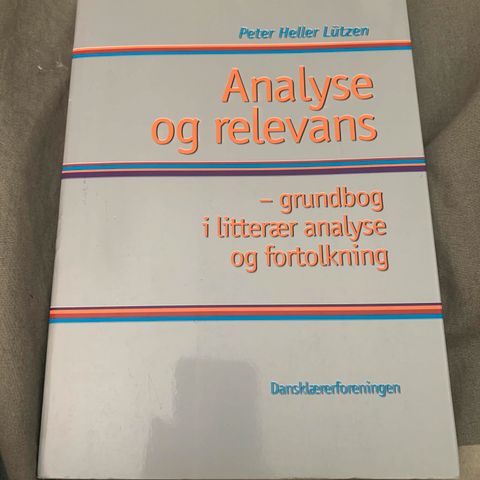 Peter Heller Lützen
Analyse
og relevans
– grundbog
i litterær analyse
og fortolkning
Dansklærerforeningen